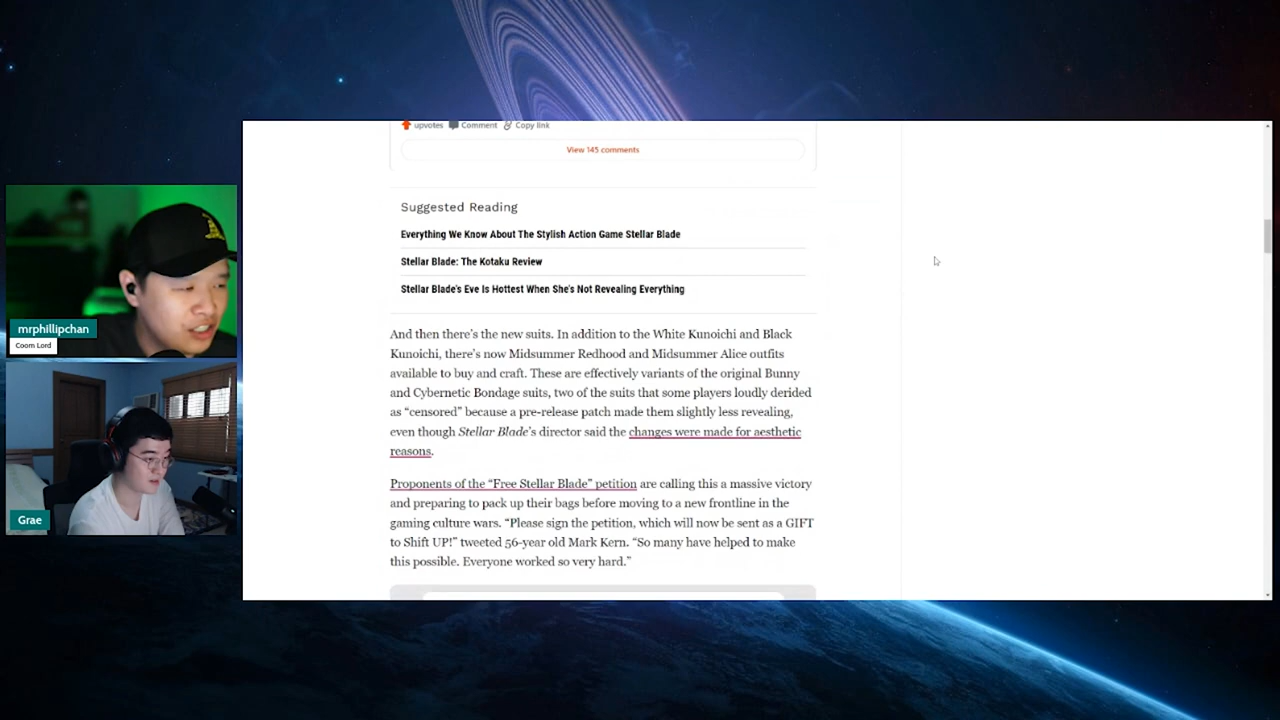 upvotes Comment Copy link
View 145 comments
Suggested Reading
Everything We Know About The Stylish Action Game Stellar Blade
Stellar Blade: The Kotaku Review
Stellar Blade's Eve Is Hottest When She's Not Revealing Everything
And then there's the new suits. In addition to the White Kunoichi and Black
Kunoichi, there's now Midsummer Redhood and Midsummer Alice outfits
available to buy and craft. These are effectively variants of the original Bunny
and Cybernetic Bondage suits, two of the suits that some players loudly derided
as “censored” because a pre-release patch made them slightly less revealing,
even though Stellar Blade's director said the changes were made for aesthetic
reasons.
Proponents of the “Free Stellar Blade” petition are calling this a massive victory
and preparing to pack up their bags before moving to a new frontline in the
gaming culture wars. “Please sign the petition, which will now be sent as a GIFT
to Shift UP!” tweeted 56-year old Mark Kern. “So many have helped to make
this possible. Everyone worked so very hard.”
mrphillipchan
Coom Lord
Grae